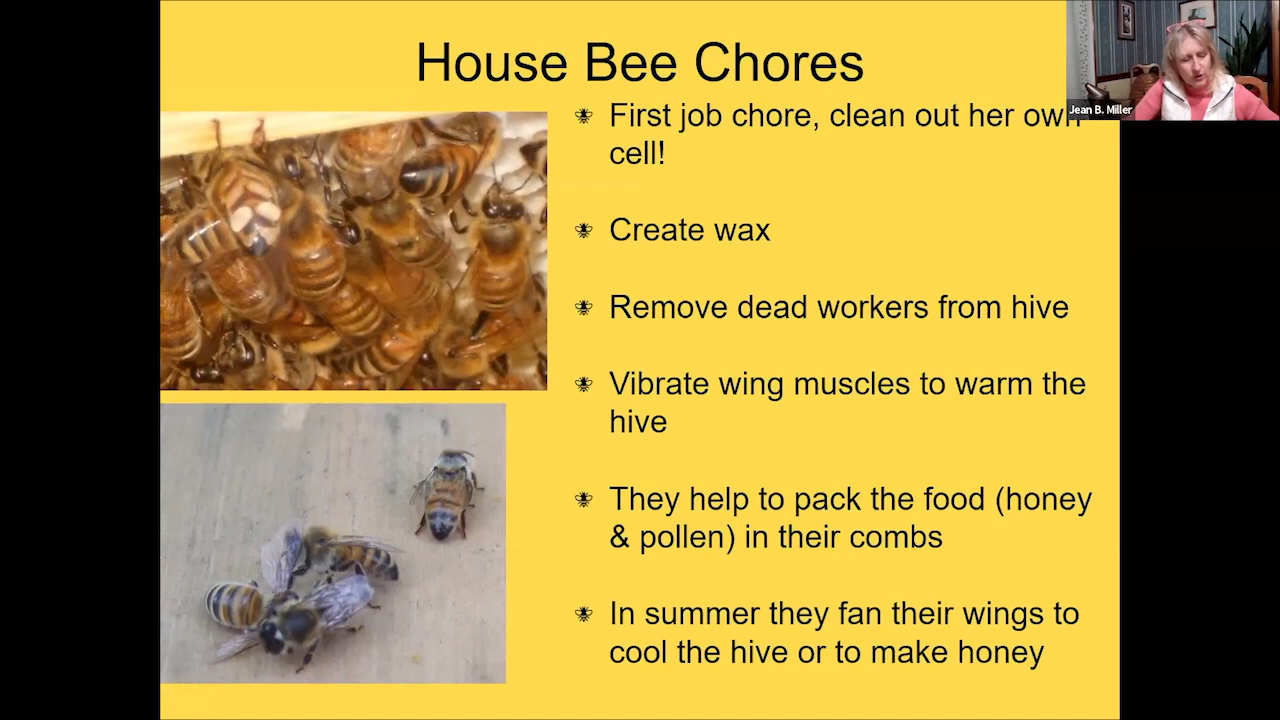 House Bee Chores
First job chore, clean out her own
cell!
Create wax
Remove dead workers from hive
Vibrate wing muscles to warm the
hive
They help to pack the food (honey
& pollen) in their combs
In summer they fan their wings to
cool the hive or to make honey
Jean B. Miller